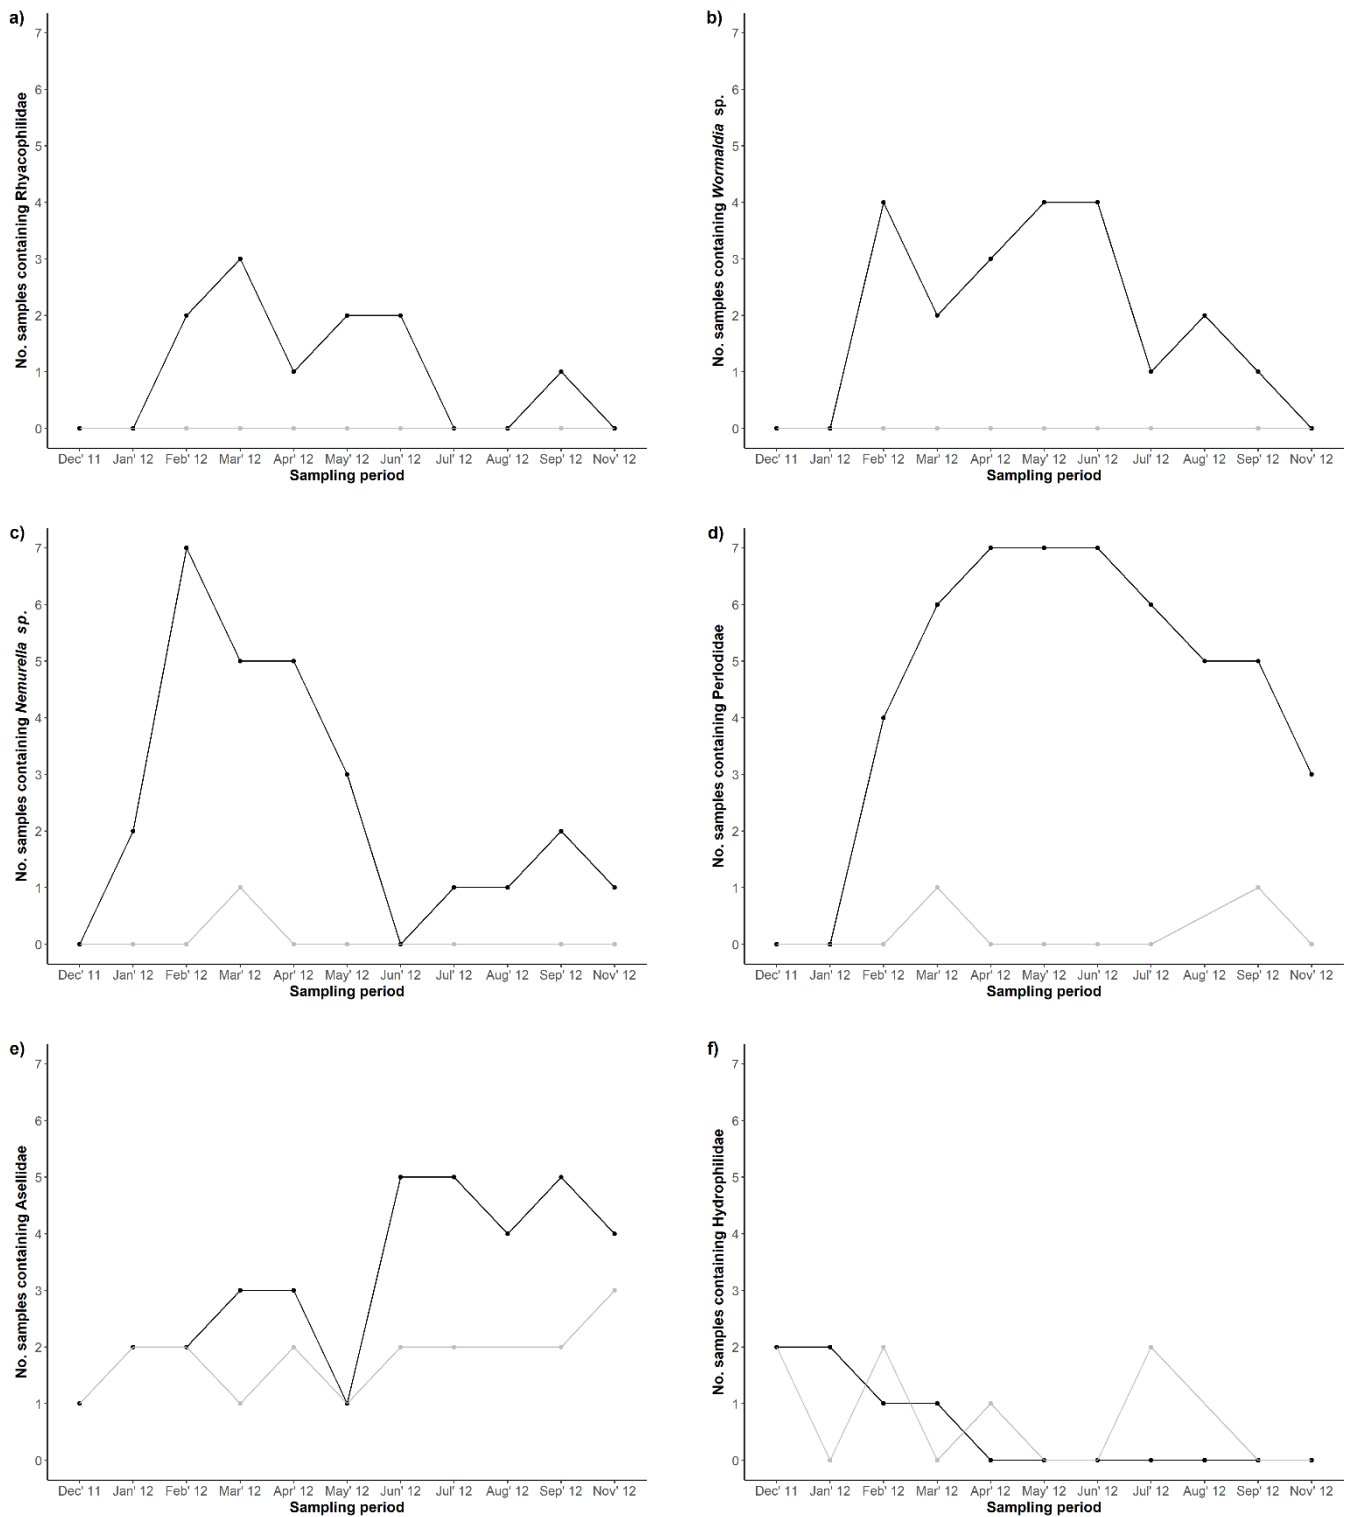 a)
No. samples containing Rhyacophilidae
7
6
5
4
3
2
1
0
Dec' 11 Jan' 12 Feb' 12 Mar' 12 Apr' 12 May' 12 Jun' 12 Jul' 12 Aug' 12 Sep' 12 Nov' 12
Sampling period
b)
No. samples containing Wormaldia sp.
7
6
5
4
3
2
1
0
Dec' 11 Jan' 12 Feb' 12 Mar' 12 Apr' 12 May' 12 Jun' 12 Jul' 12 Aug' 12 Sep' 12 Nov' 12
Sampling period
c)
No. samples containing Nemurella sp.
7
6
5
4
3
2
1
0
Dec' 11 Jan' 12 Feb' 12 Mar' 12 Apr' 12 May' 12 Jun' 12 Jul' 12 Aug' 12 Sep' 12 Nov' 12
Sampling period
d)
No. samples containing Perlodidae
7
6
5
4
3
2
1
0
Dec' 11 Jan' 12 Feb' 12 Mar' 12 Apr' 12 May' 12 Jun' 12 Jul' 12 Aug' 12 Sep' 12 Nov' 12
Sampling period
e)
No. samples containing Asellidae
7
6
5
4
3
2
1
0
Dec' 11 Jan' 12 Feb' 12 Mar' 12 Apr' 12 May' 12 Jun' 12 Jul' 12 Aug' 12 Sep' 12 Nov' 12
Sampling period
f)
No. samples containing Hydrophilidae
7
6
5
4
3
2
1
0
Dec' 11 Jan' 12 Feb' 12 Mar' 12 Apr' 12 May' 12 Jun' 12 Jul' 12 Aug' 12 Sep' 12 Nov' 12
Sampling period